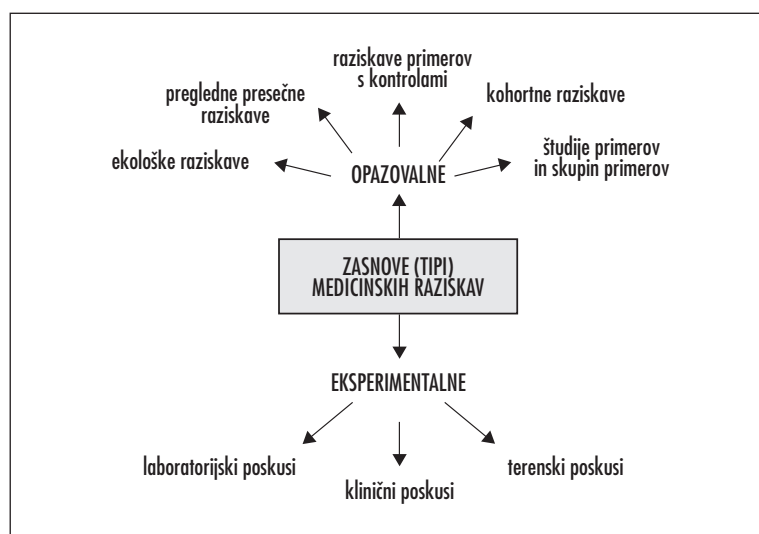 raziskave primerov
s kontrolami
pregledne presečne
raziskave
kohortne raziskave
ekološke raziskave
študije primerov
in skupin primerov
OPAZOVALNE
ZASNOVE (TIPI)
MEDICINSKIH RAZISKAV
EKSPERIMENTALNE
laboratorijski poskusi
klinični poskusi
terenski poskusi